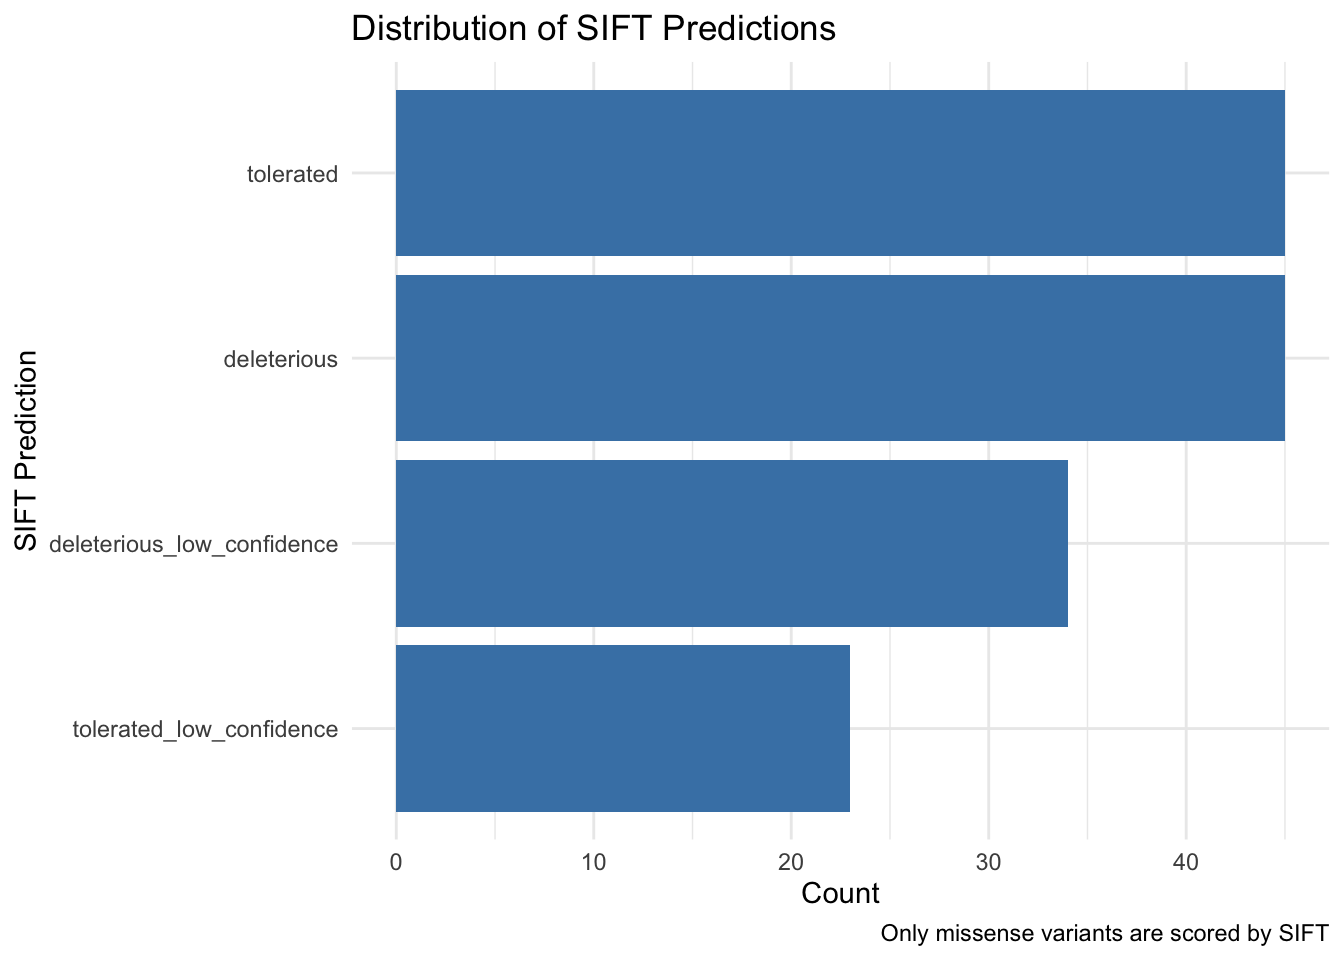 Distribution of SIFT Predictions
SIFT Prediction
tolerated
deleterious
deleterious_low_confidence
tolerated_low_confidence
0 10 20 30 40
Count
Only missense variants are scored by SIFT